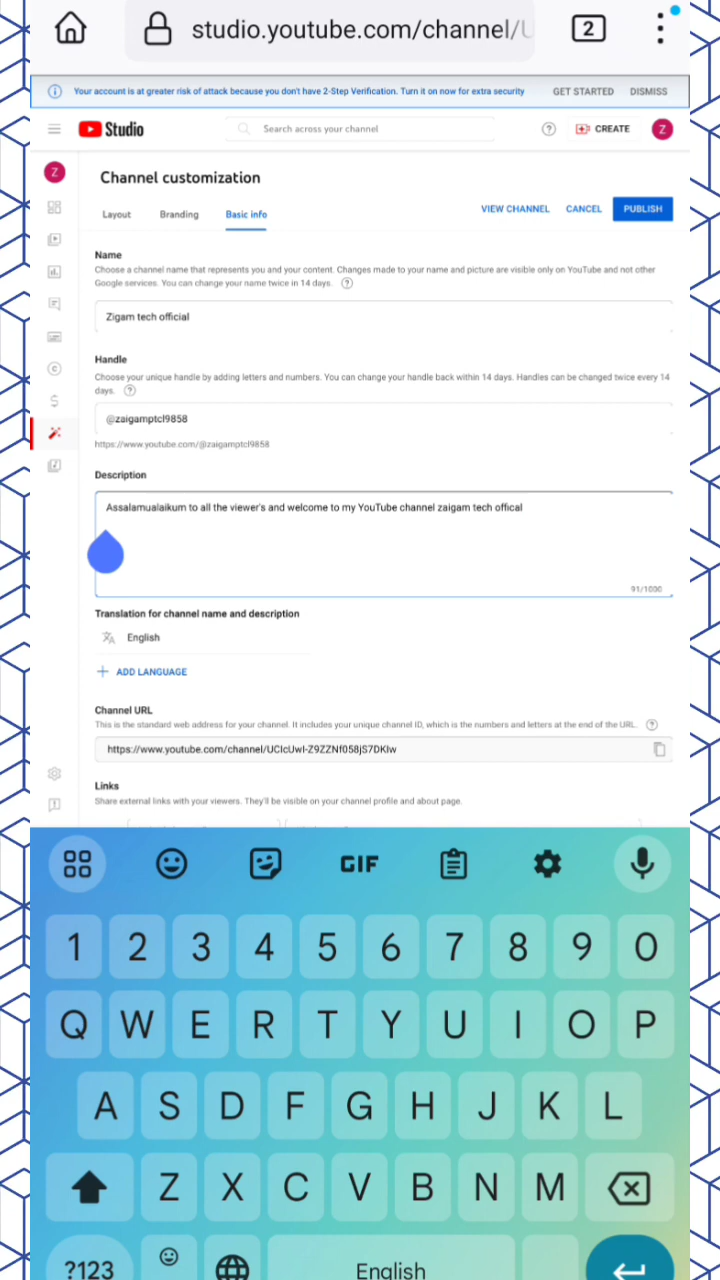 studio.youtube.com/channel/U
2
Your account is at greater risk of attack because you don't have 2-Step Verification. Turn it on now for extra security GET STARTED DISMISS
Studio Search across your channel ? CREATE Z
Z
Channel customization
Layout Branding Basic info VIEW CHANNEL CANCEL PUBLISH
Name
Choose a channel name that represents you and your content. Changes made to your name and picture are visible only on YouTube and not other
Google services. You can change your name twice in 14 days. ?
Zigam tech official
Handle
Choose your unique handle by adding letters and numbers. You can change your handle back within 14 days. Handles can be changed twice every 14
days. ?
@zaigamptcl9858
https://www.youtube.com/@zaigamptcl9858
Description
Assalamualaikum to all the viewer's and welcome to my YouTube channel zaigam tech offical
91/1000
Translation for channel name and description
English
+ ADD LANGUAGE
Channel URL
This is the standard web address for your channel. It includes your unique channel ID, which is the numbers and letters at the end of the URL. ?
Links
Share external links with your viewers. They'll be visible on your channel profile and about page.
GIF
1 2 3 4 5 6 7 8 9 0
Q W E R T Y U I O P
A S D F G H J K L
Z X C V B N M
?123 English